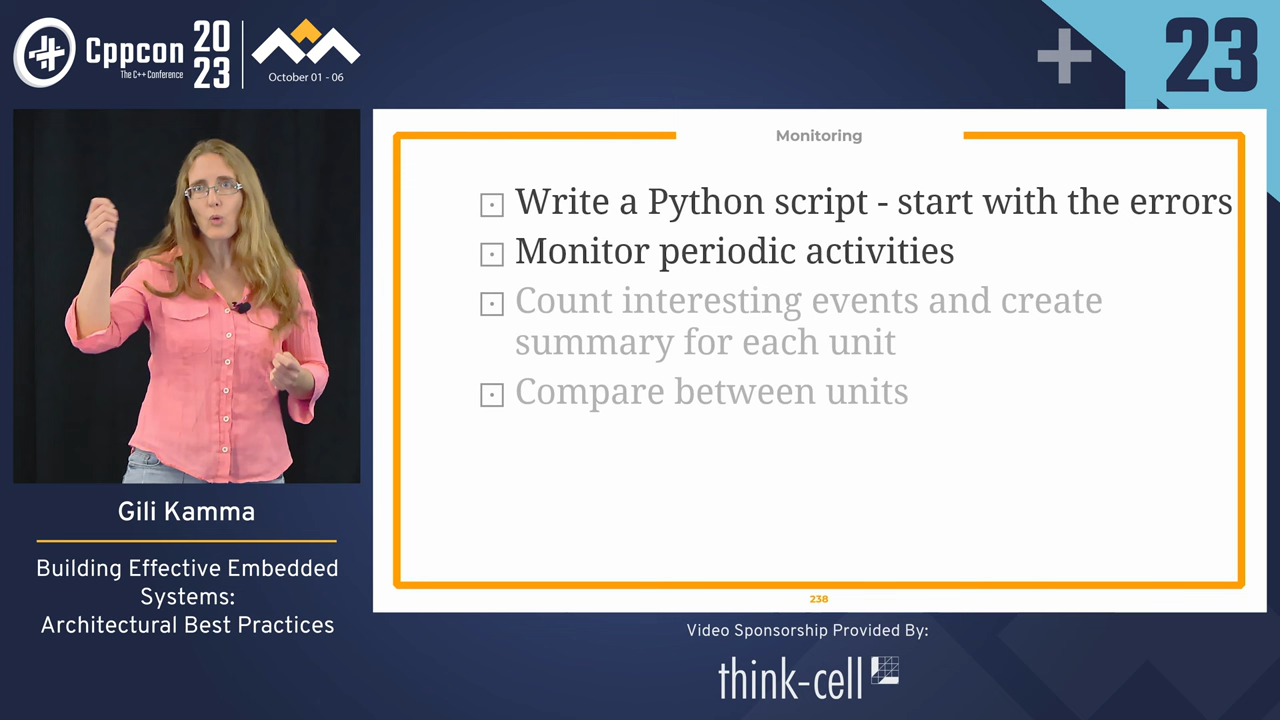 Cppcon
The C++ Conference
20
23
October 01 - 06
23
Monitoring
Write a Python script - start with the errors
Monitor periodic activities
Count interesting events and create
summary for each unit
Compare between units
238
Gili Kamma
Building Effective Embedded
Systems:
Architectural Best Practices
Video Sponsorship Provided By:
think-cell